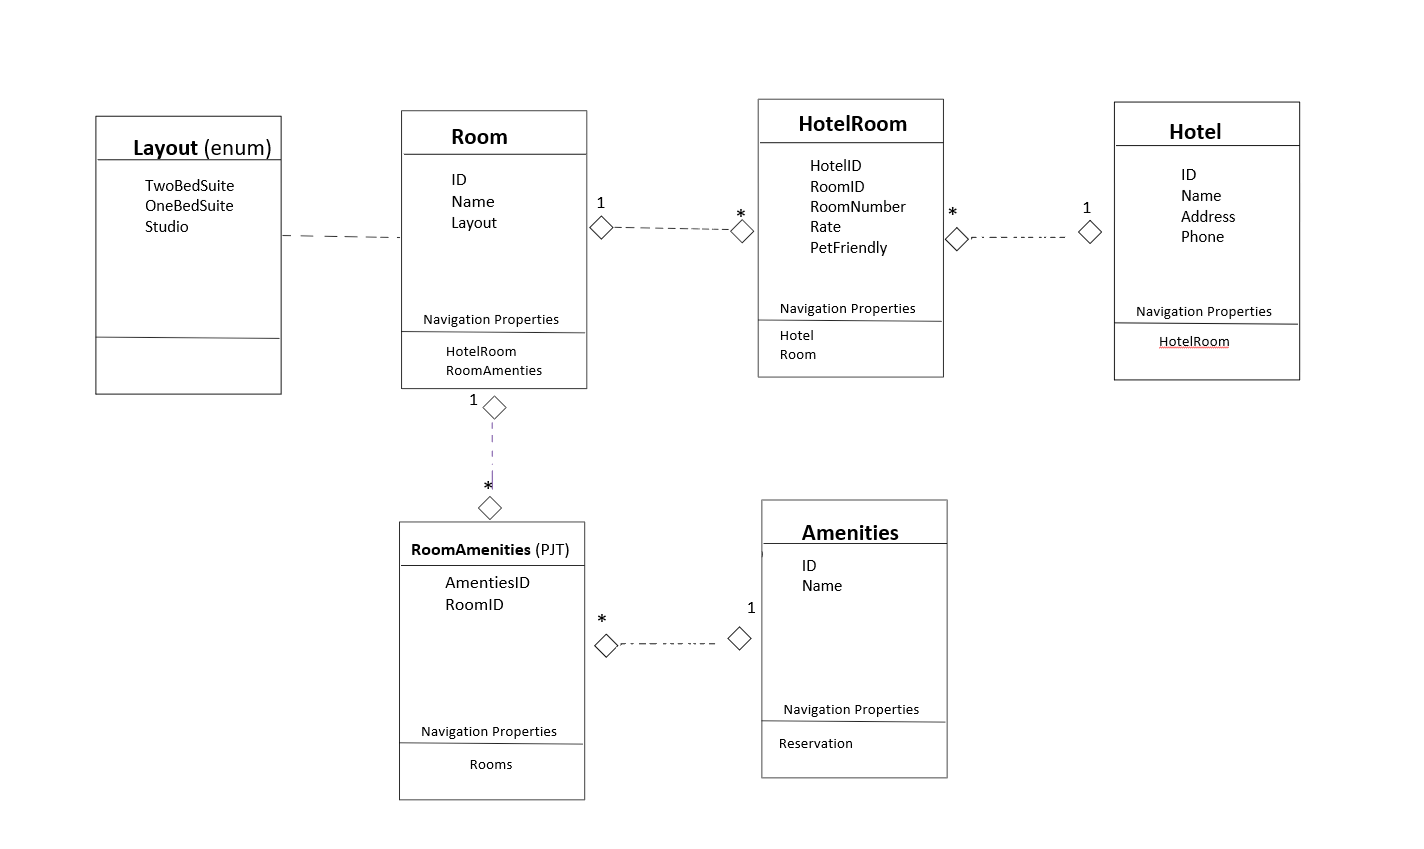 Layout (enum)
TwoBedSuite
OneBedSuite
Studio
Room
ID
Name
Layout
Navigation Properties
HotelRoom
RoomAmenties
1
*
HotelRoom
HotelID
RoomID
RoomNumber
Rate
PetFriendly
Navigation Properties
Hotel
Room
*
1
Hotel
ID
Name
Address
Phone
Navigation Properties
HotelRoom
1
*
RoomAmenities (PJT)
AmentiesID
RoomID
Navigation Properties
Rooms
*
1
Amenities
ID
Name
Navigation Properties
Reservation